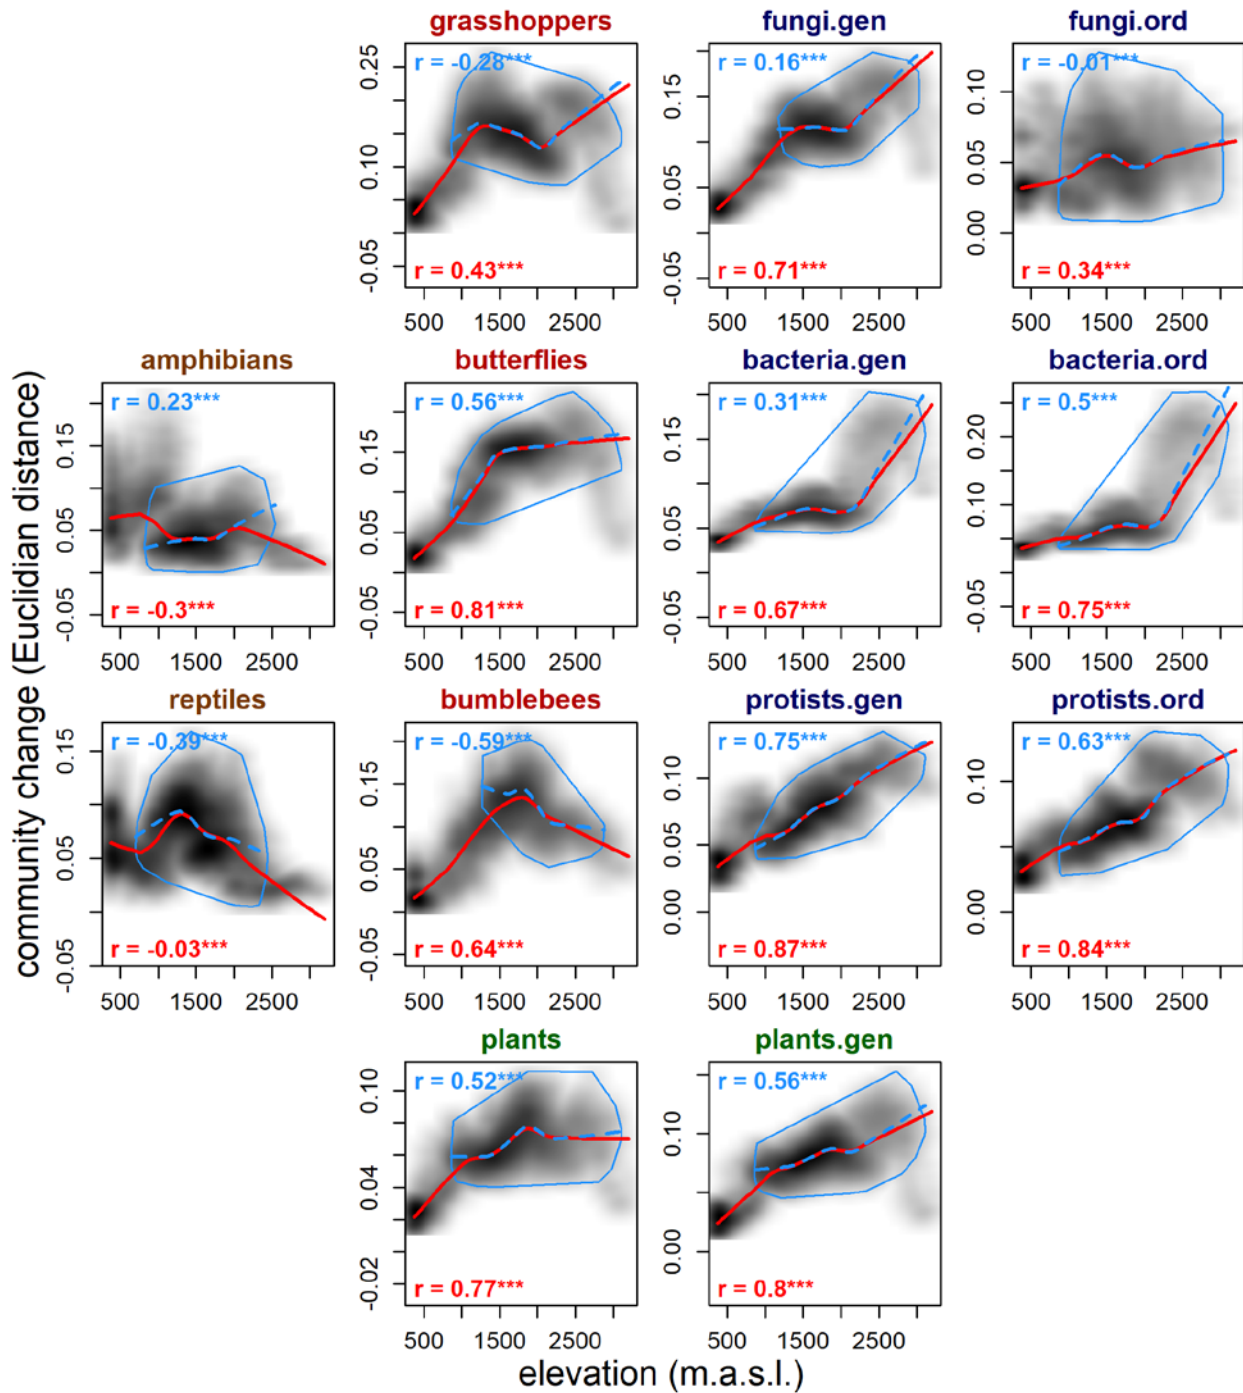 grasshoppers
r = -0.28***
r = 0.43***
0.25
0.10
-0.05
500 1500 2500
fungi.gen
r = 0.16***
r = 0.71***
0.15
0.05
-0.05
500 1500 2500
fungi.ord
r = -0.01***
r = 0.34***
0.10
0.05
0.00
500 1500 2500
amphibians
r = 0.23***
r = -0.3***
0.15
0.05
-0.05
500 1500 2500
butterflies
r = 0.56***
r = 0.81***
0.15
0.05
-0.05
500 1500 2500
bacteria.gen
r = 0.31***
r = 0.67***
0.15
0.05
-0.05
500 1500 2500
bacteria.ord
r = 0.5***
r = 0.75***
0.20
0.10
-0.05
500 1500 2500
reptiles
r = -0.39***
r = -0.03***
0.15
0.05
-0.05
500 1500 2500
bumblebees
r = -0.59***
r = 0.64***
0.15
0.05
-0.05
500 1500 2500
protists.gen
r = 0.75***
r = 0.87***
0.10
0.05
0.00
500 1500 2500
protists.ord
r = 0.63***
r = 0.84***
0.10
0.05
0.00
500 1500 2500
plants
r = 0.52***
r = 0.77***
0.10
0.04
-0.02
500 1500 2500
plants.gen
r = 0.56***
r = 0.8***
0.10
0.00
500 1500 2500
community change (Euclidian distance)
elevation (m.a.s.l.)